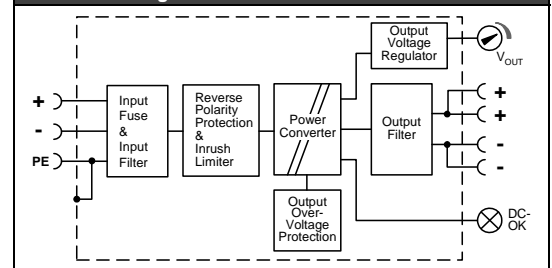 +
-
PE
Input
Fuse
&
Input
Filter
Reverse
Polarity
Protection
&
Inrush
Limiter
Power
Converter
Output
Over-
Voltage
Protection
Output
Voltage
Regulator
Output
Filter
VOUT
+
+
-
-
DC-
OK